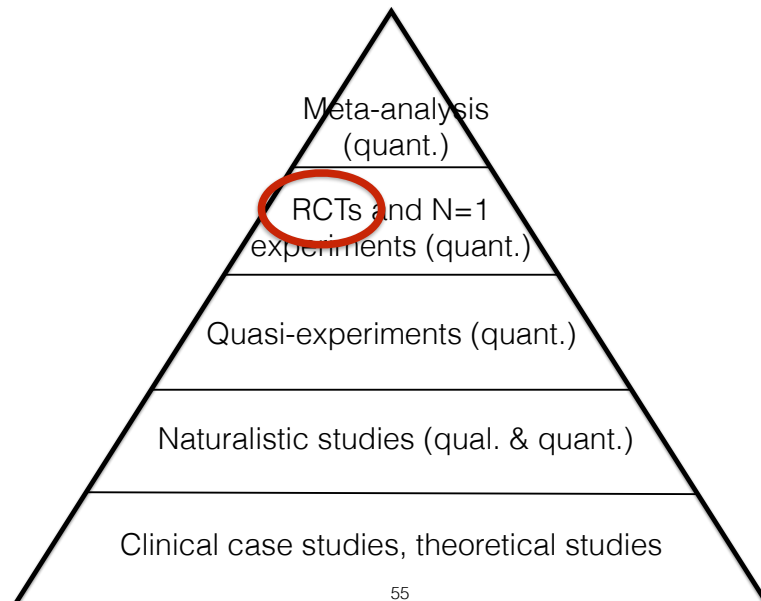 Meta-analysis
(quant.)
RCTs and N=1
experiments (quant.)
Quasi-experiments (quant.)
Naturalistic studies (qual. & quant.)
Clinical case studies, theoretical studies
55